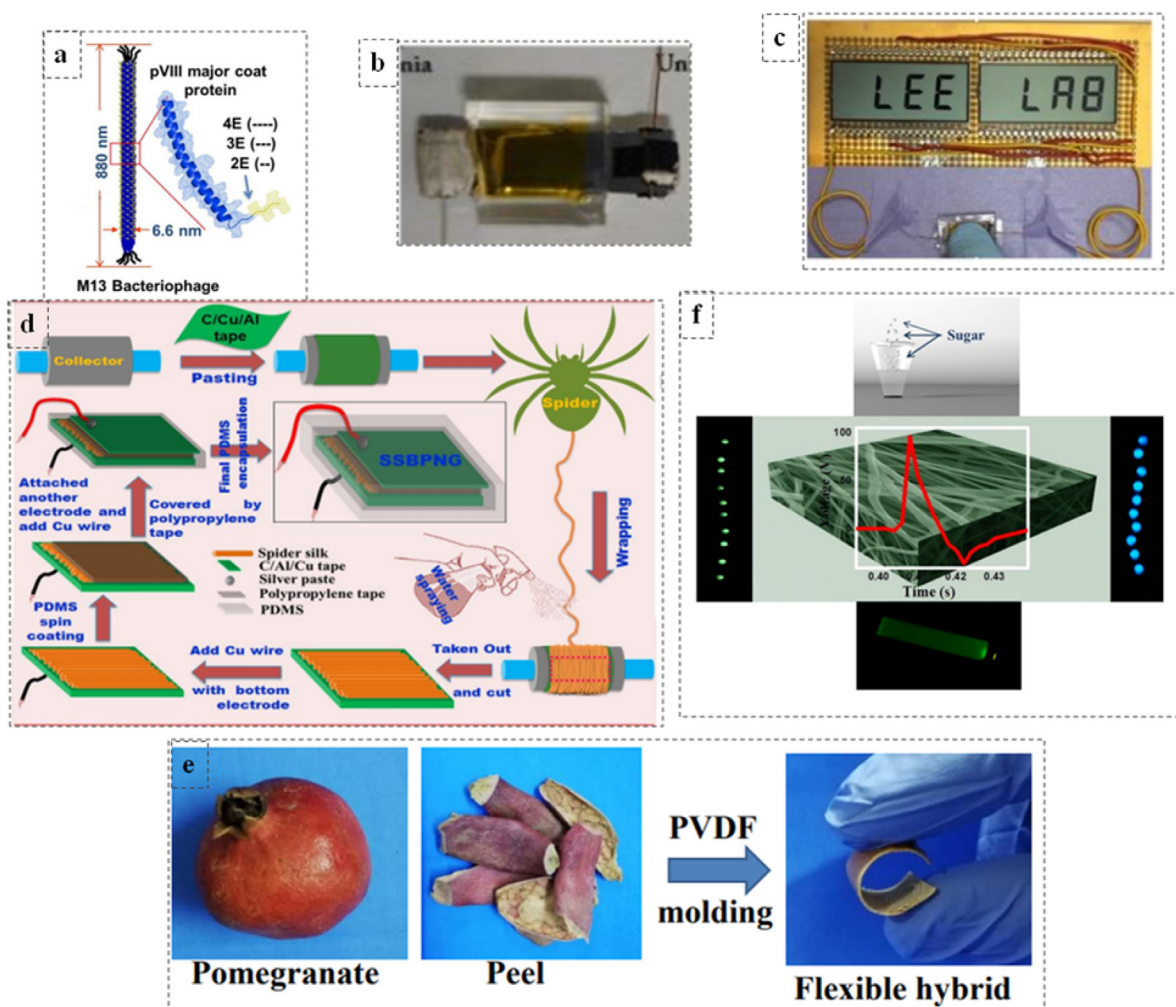 a
pVIII major coat
protein
4E (----)
3E (---)
2E (--)
880 nm
6.6 nm
M13 Bacteriophage
b
nia
Un
c
LEE
LAB
d
Collector
C/Cu/Al
tape
Pasting
Spider
Wrapping
Water
spraying
Taken Out
and cut
Add Cu wire
with bottom
electrode
PDMS
spin
coating
Attached
another
electrode and
add Cu wire
Covered by
polypropylene
tape
Final PDMS
encapsulation
SSBPNG
Spider silk
C/Al/Cu tape
Silver paste
Polypropylene tape
PDMS
f
Sugar
100
0.40
0.42
0.43
Time (s)
e
Pomegranate
Peel
PVDF
molding
Flexible hybrid